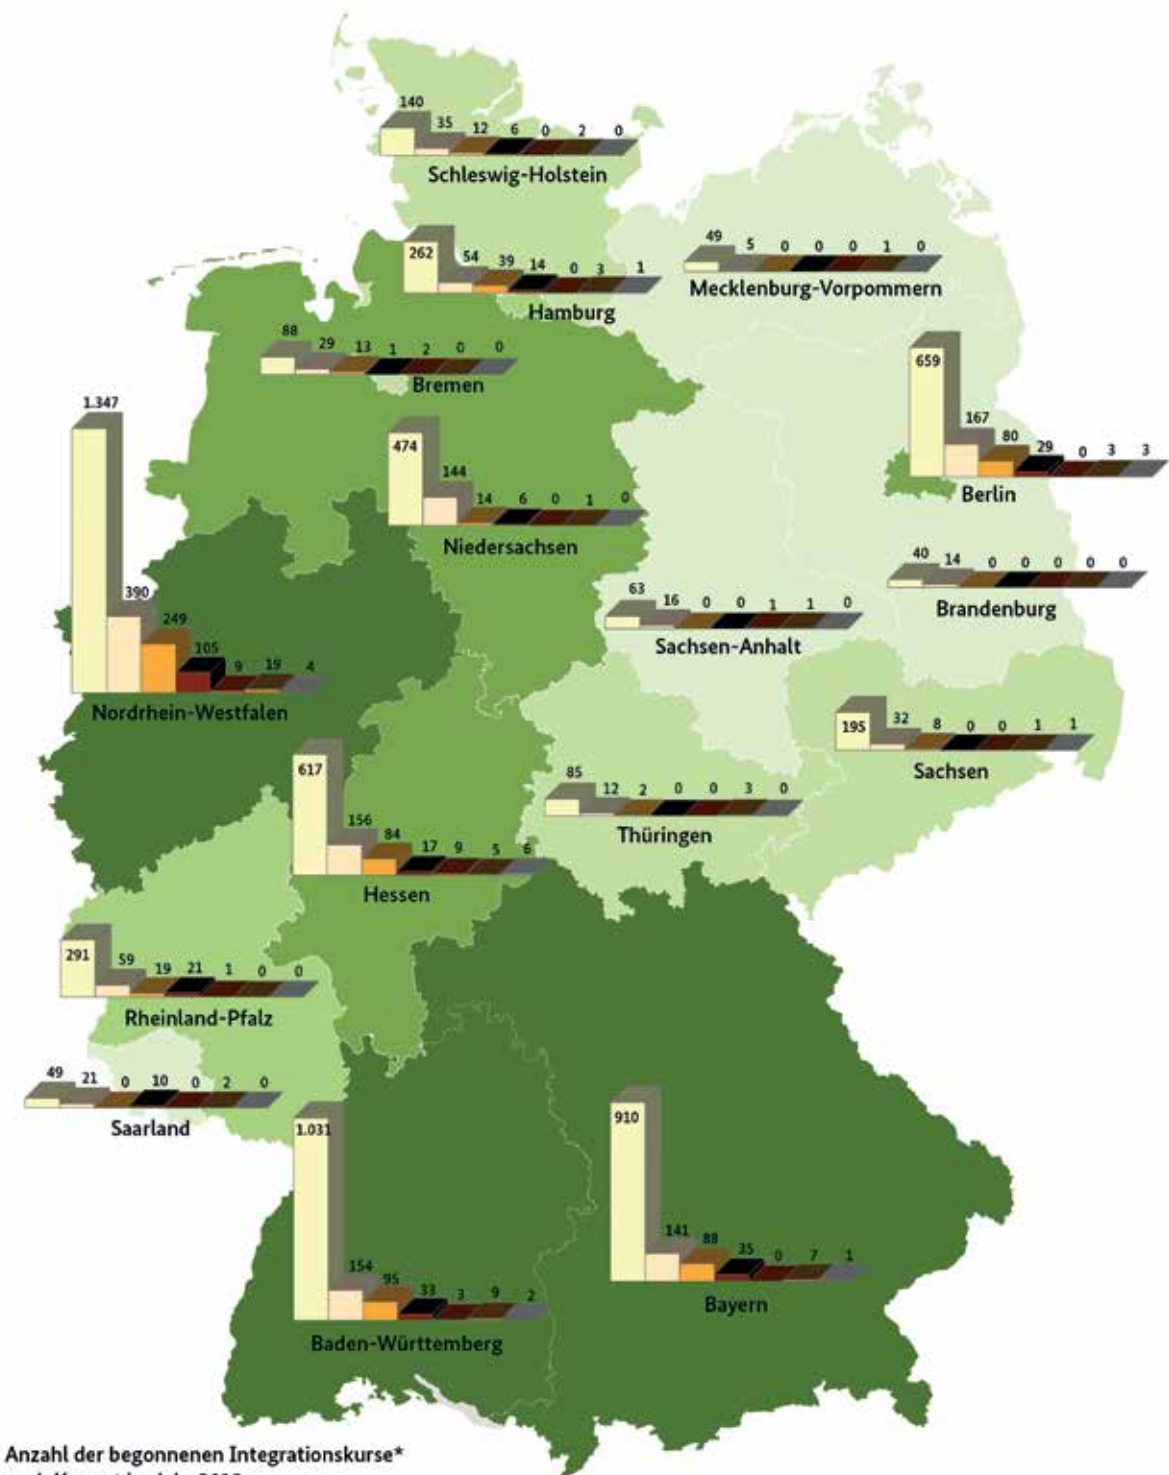 140 35 12 6 0 2 0
Schleswig-Holstein
262 54 39 14 0 3 1
Hamburg
49 5 0 0 0 1 0
Mecklenburg-Vorpommern
88 29 13 1 2 0 0
Bremen
659 167 80 29 0 3 3
Berlin
1.347 390 249 105 9 19 4
Nordrhein-Westfalen
474 144 14 6 0 1 0
Niedersachsen
40 14 0 0 0 0 0
Brandenburg
63 16 0 0 1 1 0
Sachsen-Anhalt
195 32 8 0 0 1 1
Sachsen
617 156 84 17 9 5 6
Hessen
85 12 2 0 0 3 0
Thüringen
291 59 19 21 1 0 0
Rheinland-Pfalz
49 21 0 10 0 2 0
Saarland
1.031 154 95 33 3 9 2
Baden-Württemberg
910 141 88 35 0 7 1
Bayern
Anzahl der begonnenen Integrationskurse*